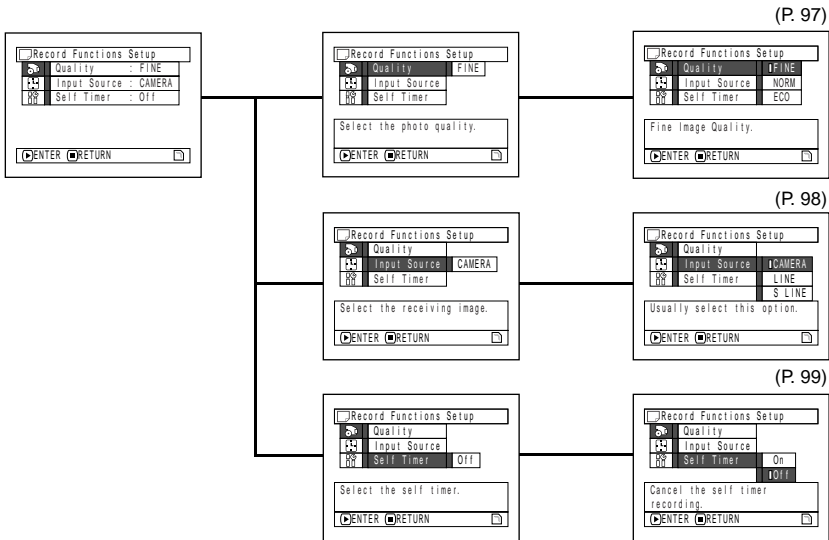 (P. 97)
Record Functions Setup
Quality : FINE
Input Source : CAMERA
Self Timer : Off
ENTER RETURN
Record Functions Setup
Quality FINE
Input Source
Self Timer
Select the photo quality.
ENTER RETURN
Record Functions Setup
Quality FINE
Input Source NORM
Self Timer ECO
Fine Image Quality.
ENTER RETURN
(P. 98)
Record Functions Setup
Quality
Input Source CAMERA
Self Timer
Select the receiving image.
ENTER RETURN
Record Functions Setup
Quality
Input Source CAMERA
Self Timer LINE
S LINE
Usually select this option.
ENTER RETURN
(P. 99)
Record Functions Setup
Quality
Input Source
Self Timer Off
Select the self timer.
ENTER RETURN
Record Functions Setup
Quality
Input Source
Self Timer On
Off
Cancel the self timer
recording.
ENTER RETURN